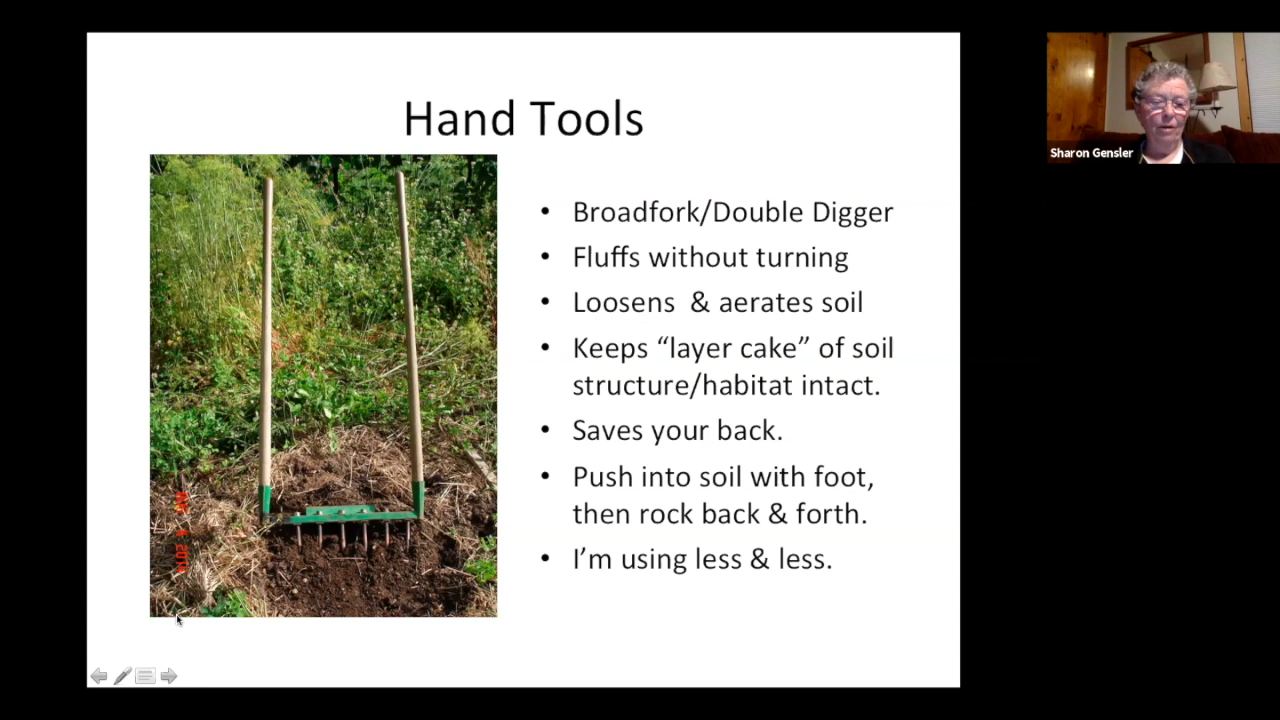 Hand Tools
• Broadfork/Double Digger
• Fluffs without turning
• Loosens & aerates soil
• Keeps “layer cake” of soil
structure/habitat intact.
• Saves your back.
• Push into soil with foot,
then rock back & forth.
• I’m using less & less.
Sharon Gensler